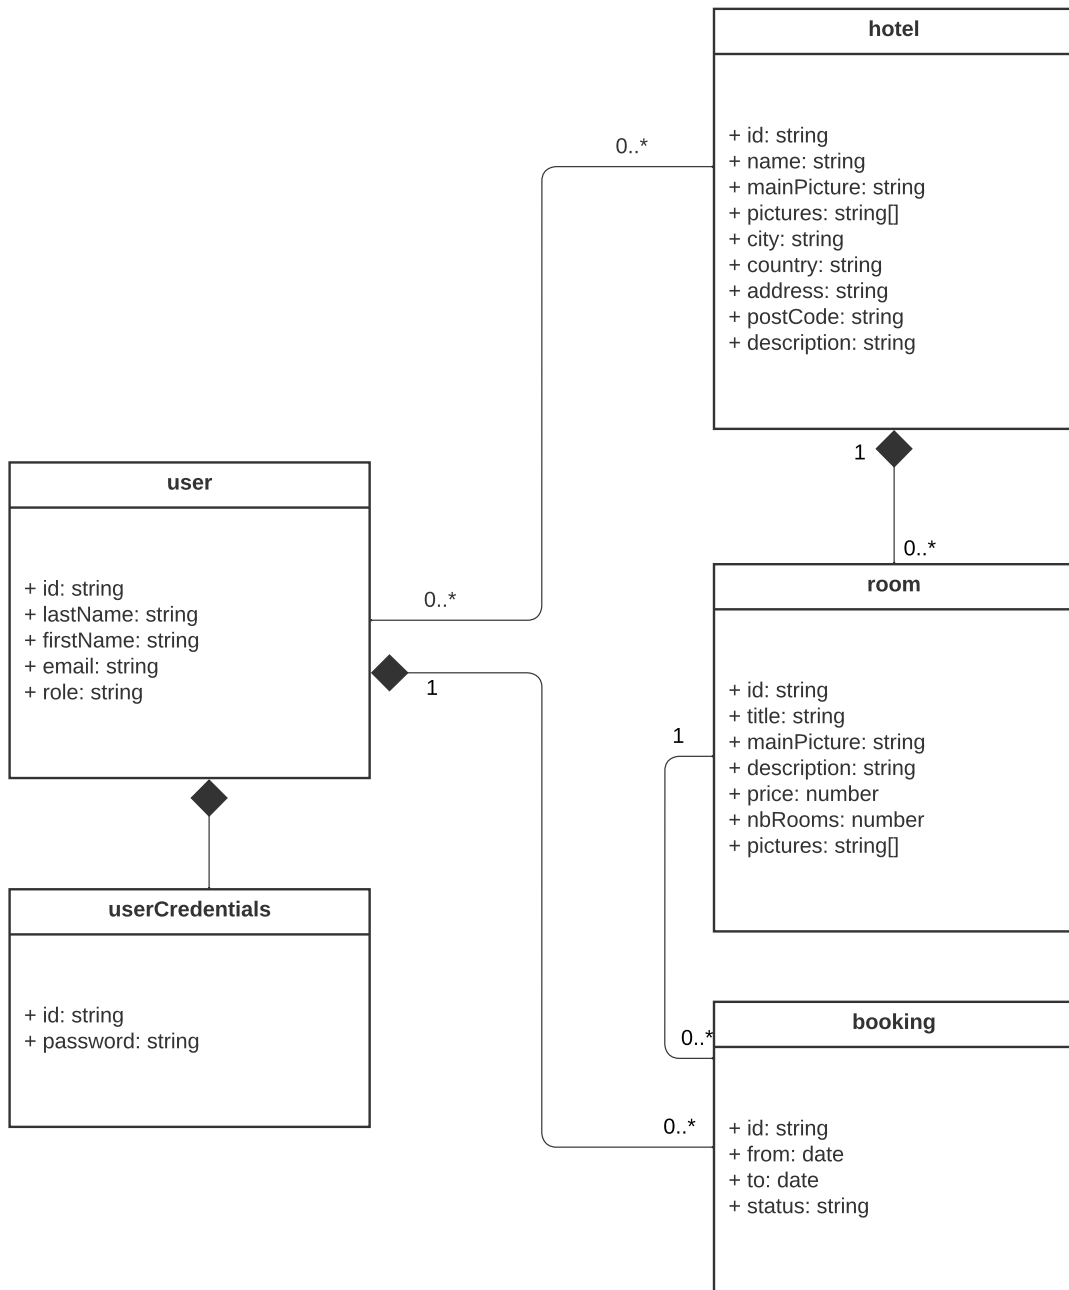 hotel
+ id: string
+ name: string
+ mainPicture: string
+ pictures: string[]
+ city: string
+ country: string
+ address: string
+ postCode: string
+ description: string
0..*
0..*
1
0..*
user
+ id: string
+ lastName: string
+ firstName: string
+ email: string
+ role: string
1
room
+ id: string
+ title: string
+ mainPicture: string
+ description: string
+ price: number
+ nbRooms: number
+ pictures: string[]
1
0..*
userCredentials
+ id: string
+ password: string
booking
+ id: string
+ from: date
+ to: date
+ status: string
0..*